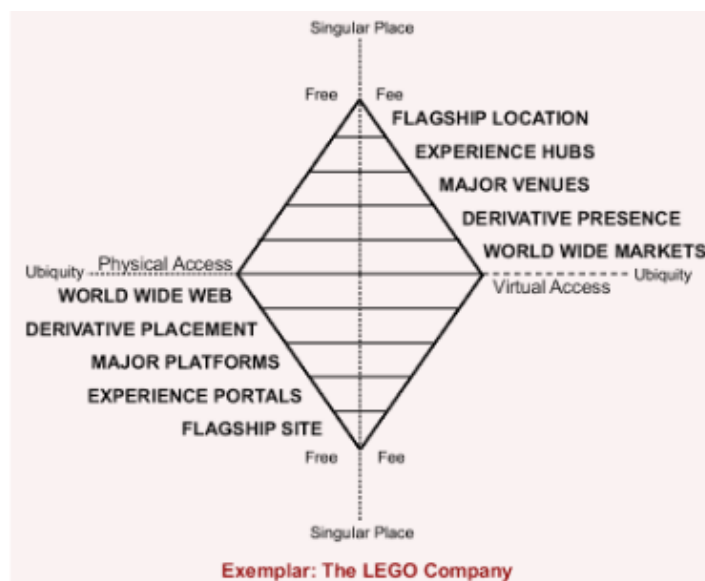 Singular Place
Free Fee
FLAGSHIP LOCATION
EXPERIENCE HUBS
MAJOR VENUES
DERIVATIVE PRESENCE
WORLD WIDE MARKETS
Ubiquity Physical Access
Virtual Access Ubiquity
WORLD WIDE WEB
DERIVATIVE PLACEMENT
MAJOR PLATFORMS
EXPERIENCE PORTALS
FLAGSHIP SITE
Free Fee
Singular Place
Exemplar: The LEGO Company